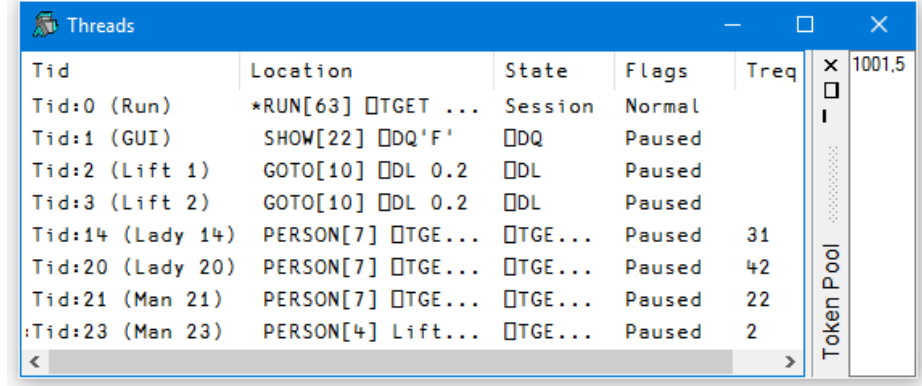 Threads
Tid Location State Flags Treq
Tid:0 (Run) *RUN[63] ⎕TGET ... Session Normal
Tid:1 (GUI) SHOW[22] ⎕DQ'F' ⎕DQ Paused
Tid:2 (Lift 1) GOTO[10] ⎕DL 0.2 ⎕DL Paused
Tid:3 (Lift 2) GOTO[10] ⎕DL 0.2 ⎕DL Paused
Tid:14 (Lady 14) PERSON[7] ⎕TGE... ⎕TGE... Paused 31
Tid:20 (Lady 20) PERSON[7] ⎕TGE... ⎕TGE... Paused 42
Tid:21 (Man 21) PERSON[7] ⎕TGE... ⎕TGE... Paused 22
:Tid:23 (Man 23) PERSON[4] Lift... ⎕TGE... Paused 2
Token Pool
1001,5